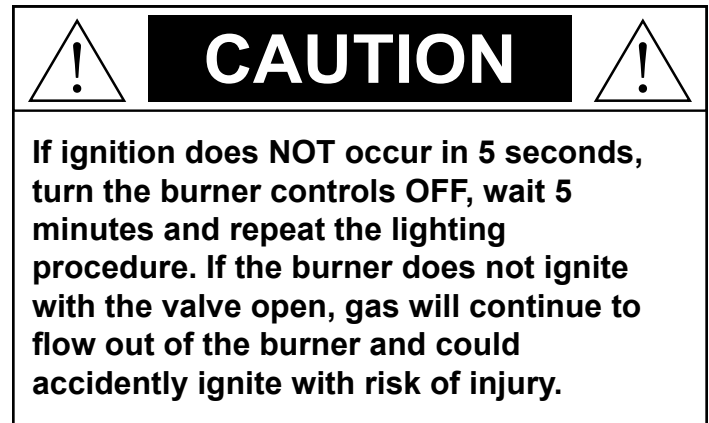 CAUTION
If ignition does NOT occur in 5 seconds,
turn the burner controls OFF, wait 5
minutes and repeat the lighting
procedure. If the burner does not ignite
with the valve open, gas will continue to
flow out of the burner and could
accidently ignite with risk of injury.